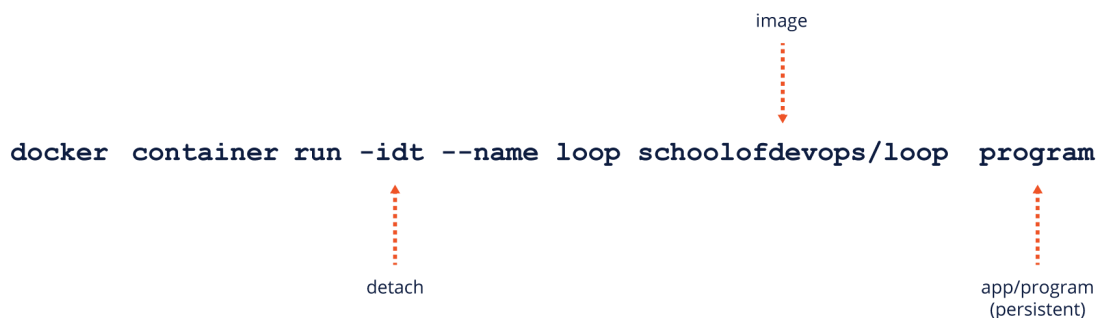 image
docker container run -idt --name loop schoolofdevops/loop program
detach
app/program
(persistent)